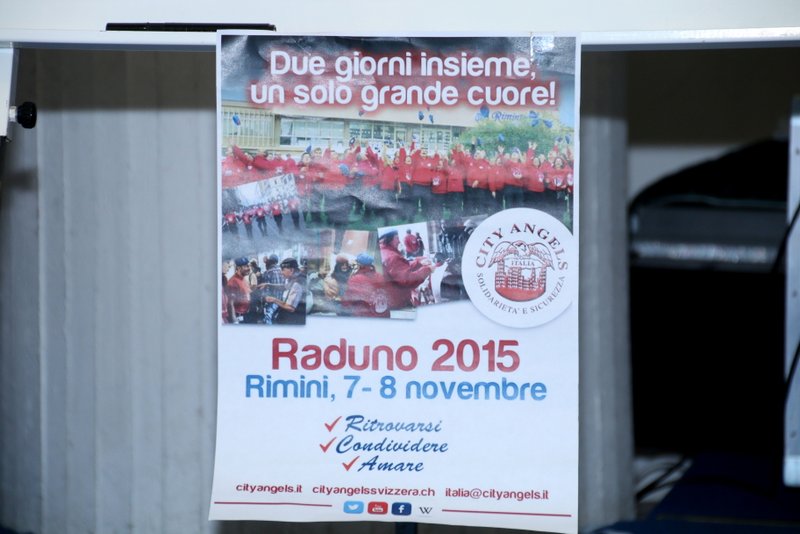 Due giorni insieme,
un solo grande cuore!
Rimini
CITY ANGELS
ITALIA
SOLIDARIETA' E SICUREZZA
Raduno 2015
Rimini, 7- 8 novembre
Ritrovarsi
Condividere
Amare
cityangels.it cityangelssvizzera.ch italia@cityangels.it
W